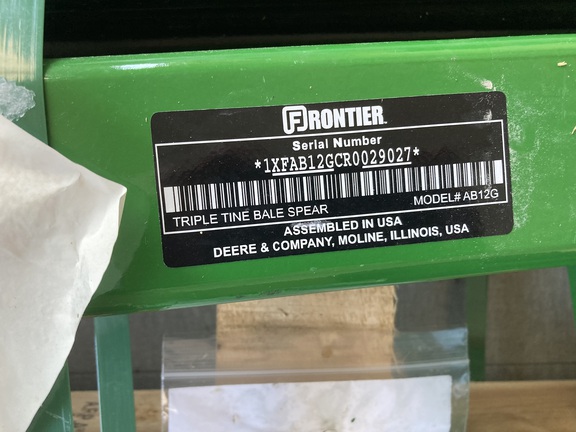 FRONTIER
Serial Number
*1XFAB12GCR0029027*
TRIPLE TINE BALE SPEAR MODEL# AB12G
ASSEMBLED IN USA
DEERE & COMPANY, MOLINE, ILLINOIS, USA